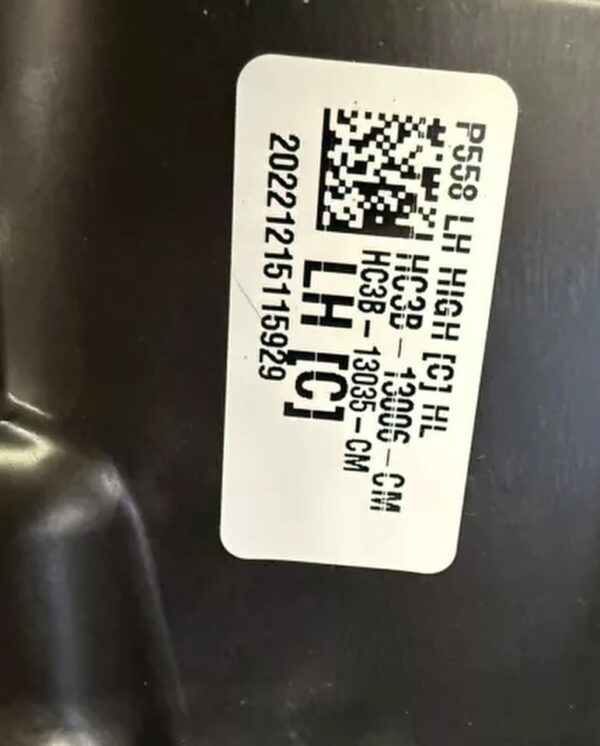 P558 LH HIGH [C] HL
HC3B-13006-CM
HC3B-13035-CM
LH [C]
20221215115929